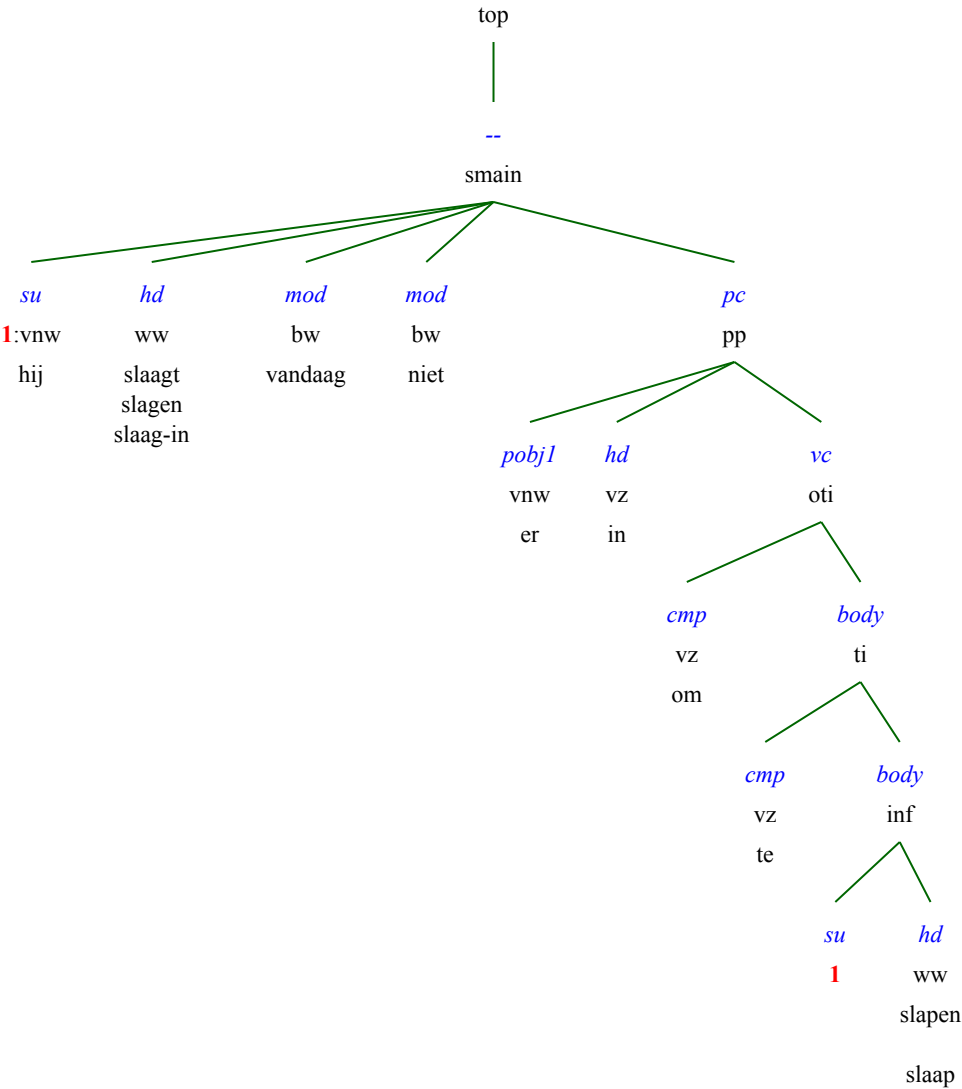 top
--
smain
su hd mod mod pc
1:vnw ww bw bw pp
hij slaagt vandaag niet
slagen
slaag-in
pobj1 hd vc
vnw vz oti
er in
cmp body
vz ti
om
cmp body
vz inf
te
su hd
1 ww
slapen
slaap